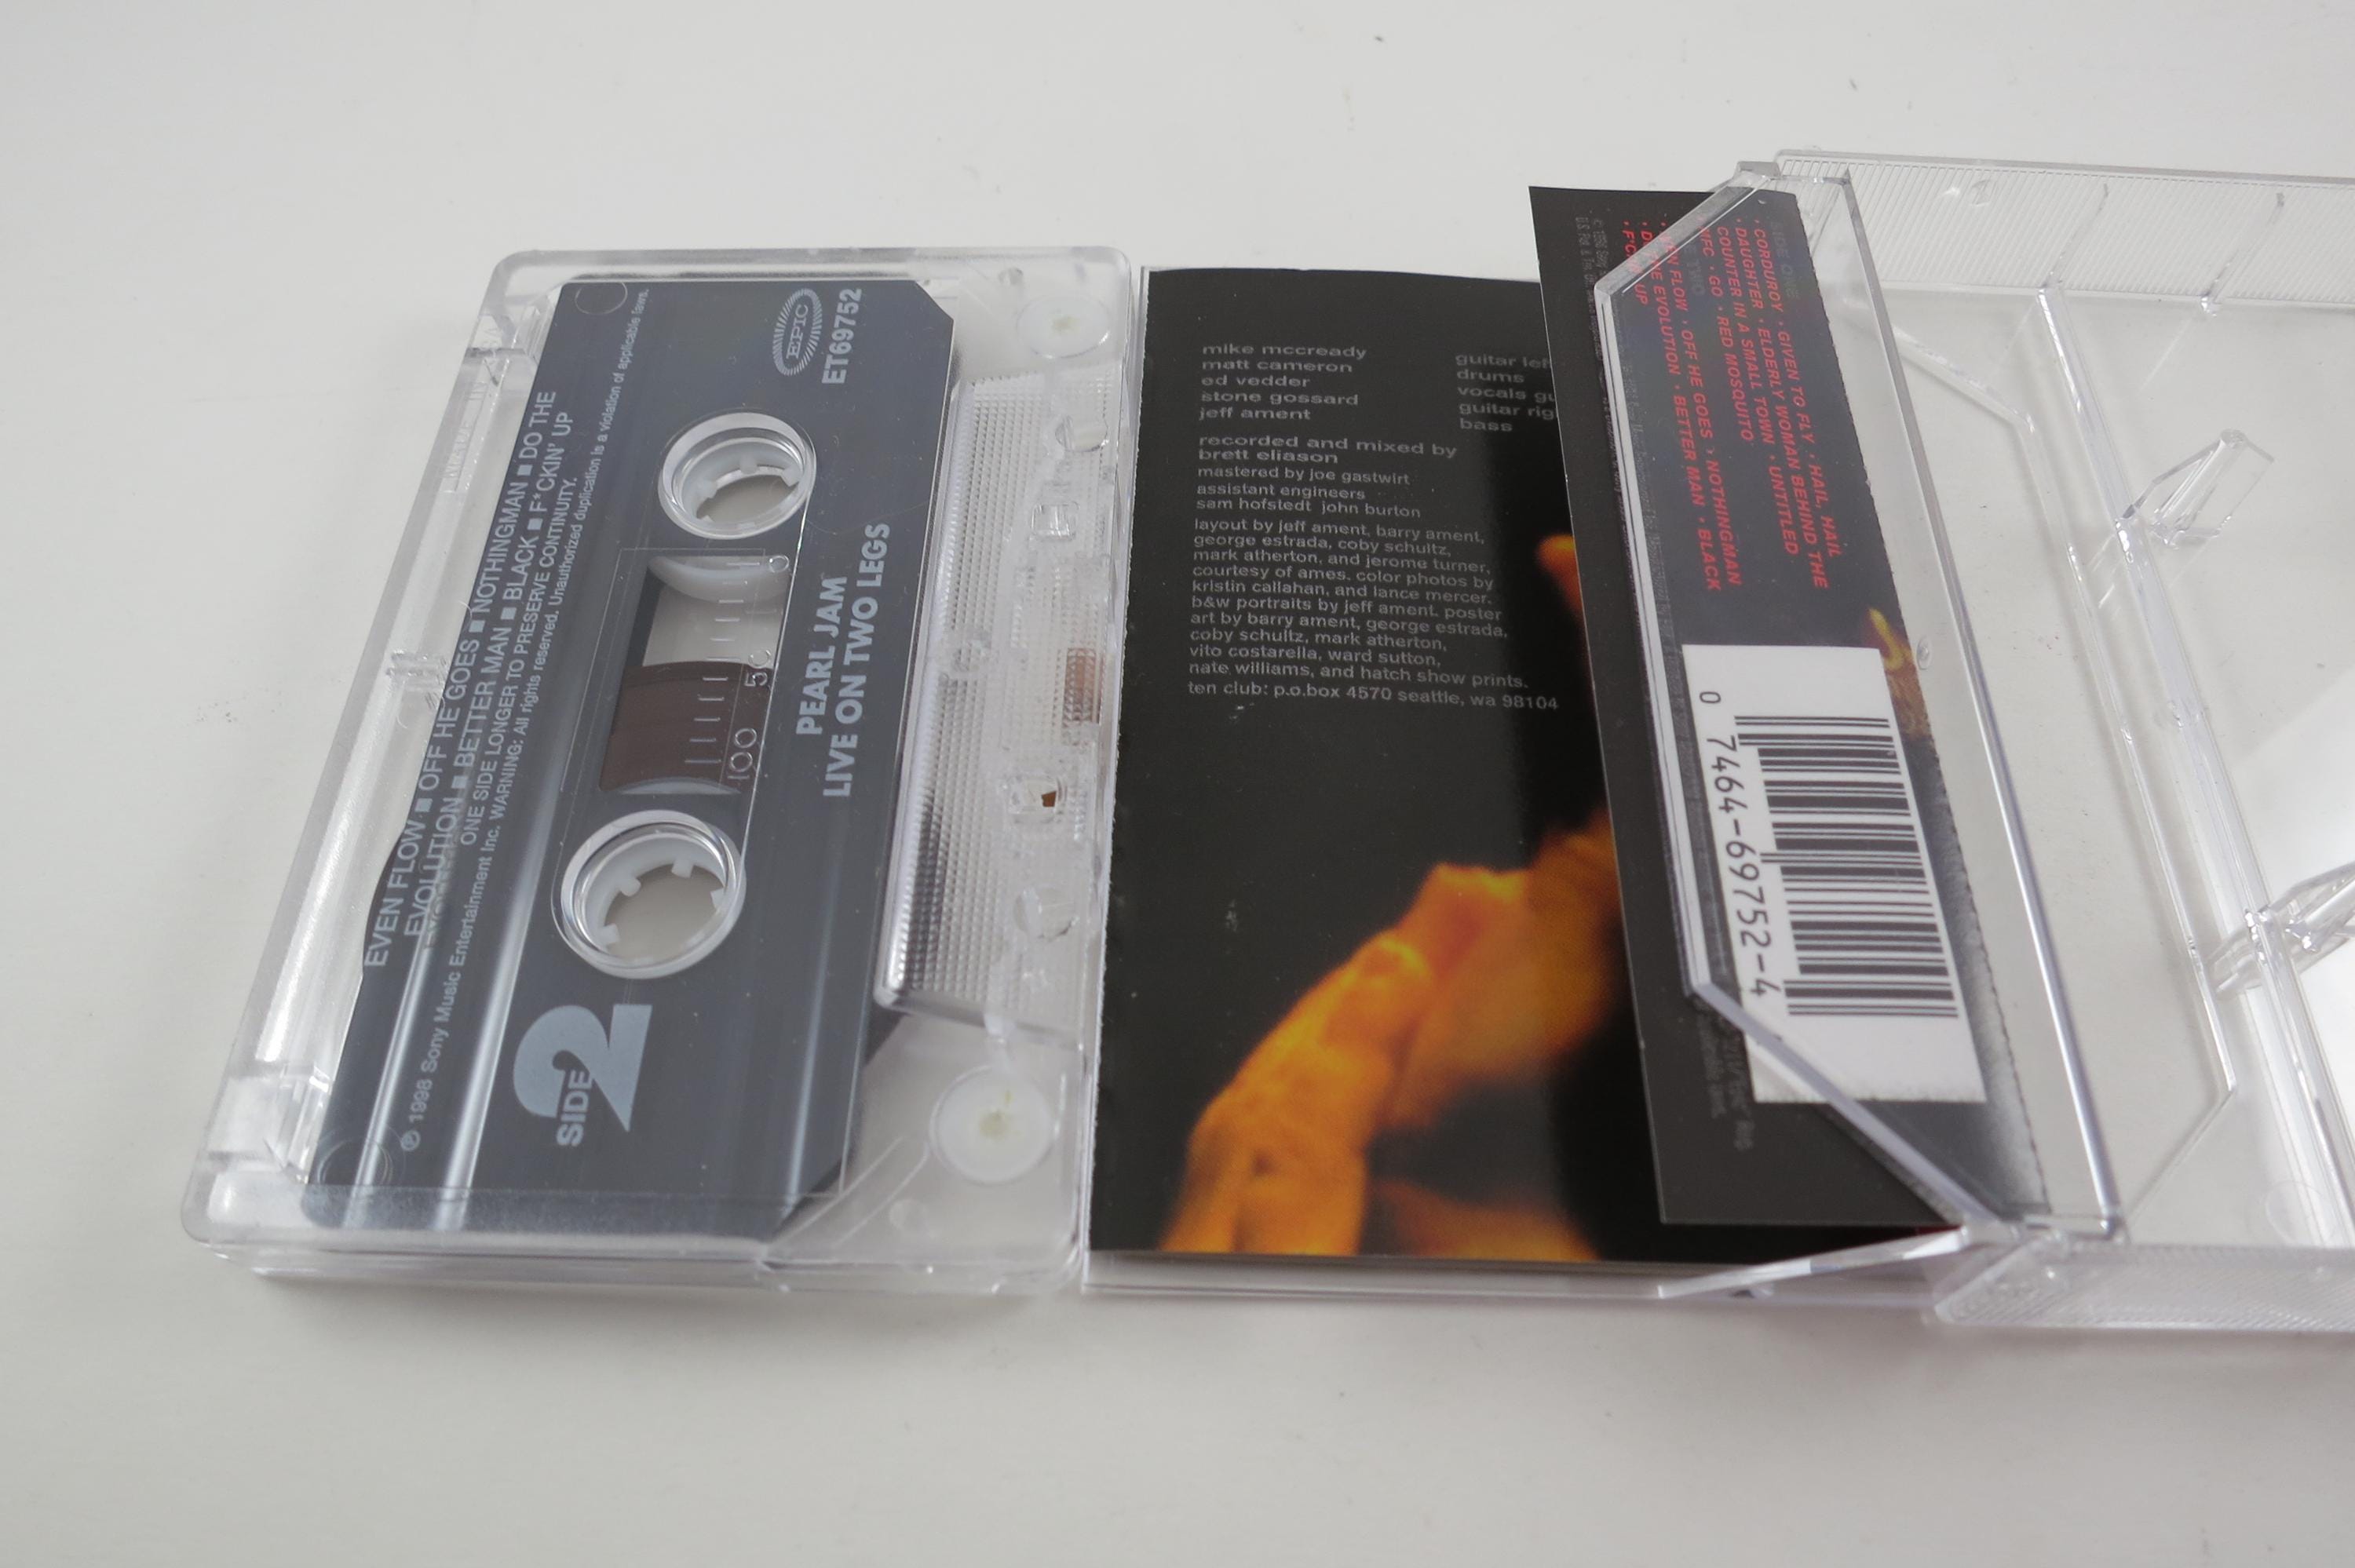 EVEN FLOW ■ OFF HE GOES ■ NOTHINGMAN ■ DO THE
EVOLUTION ■ BETTER MAN ■ BLACK ■ F*CKIN' UP
ONE SIDE LONGER TO PRESERVE CONTINUITY.
℗ 1998 Sony Music Entertainment Inc. WARNING: All rights reserved. Unauthorized duplication is a violation of applicable laws.
SIDE 2
EPIC
ET69752
0 50 100
PEARL JAM
LIVE ON TWO LEGS
mike mccready guitar
matt cameron drums
ed vedder vocals
stone gossard guitar
jeff ament bass
recorded and mixed by
brett eliason
mastered by joe gastwirt
assistant engineers
sam hofstedt john burton
layout by jeff ament, barry ament,
george estrada, coby schultz,
mark atherton, and jerome turner,
courtesy of ames. color photos by
kristin callahan, and lance mercer.
b&w portraits by jeff ament. poster
art by barry ament, george estrada,
coby schultz, mark atherton,
vito costarella, ward sutton,
nate williams, and hatch show prints.
ten club: p.o.box 4570 seattle, wa 98104
SIDE ONE
· CORDUROY · GIVEN TO FLY · HAIL, HAIL
· DAUGHTER · ELDERLY WOMAN BEHIND THE
COUNTER IN A SMALL TOWN · UNTITLED
· MFC · GO · RED MOSQUITO
TWO
FLOW · OFF HE GOES · NOTHINGMAN
EVOLUTION · BETTER MAN · BLACK
UP
0 7464-69752-4